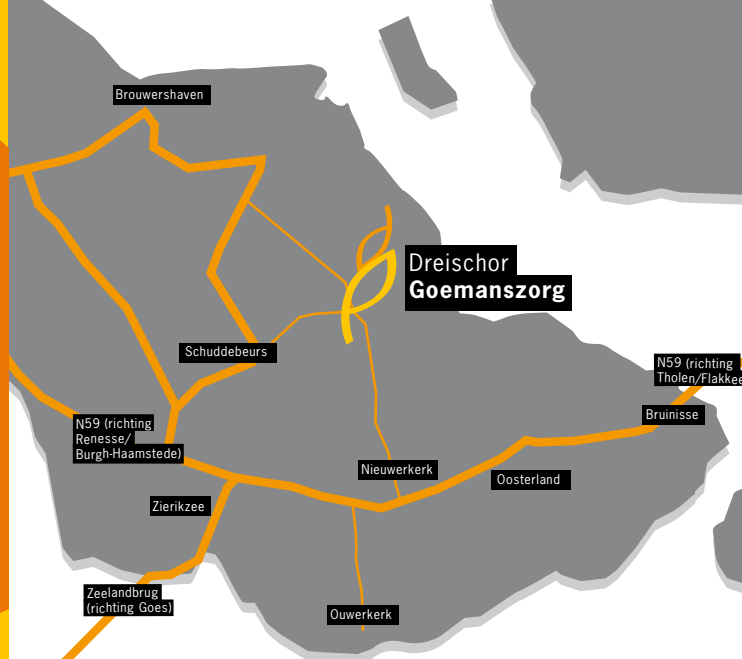 Brouwershaven
Dreischor
Goemanszorg
Schuddebeurs
N59 (richting
Tholen/Flakkee
Bruinisse
N59 (richting
Renesse/
Burgh-Haamstede)
Nieuwerkerk
Oosterland
Zierikzee
Zeelandbrug
(richting Goes)
Ouwerkerk